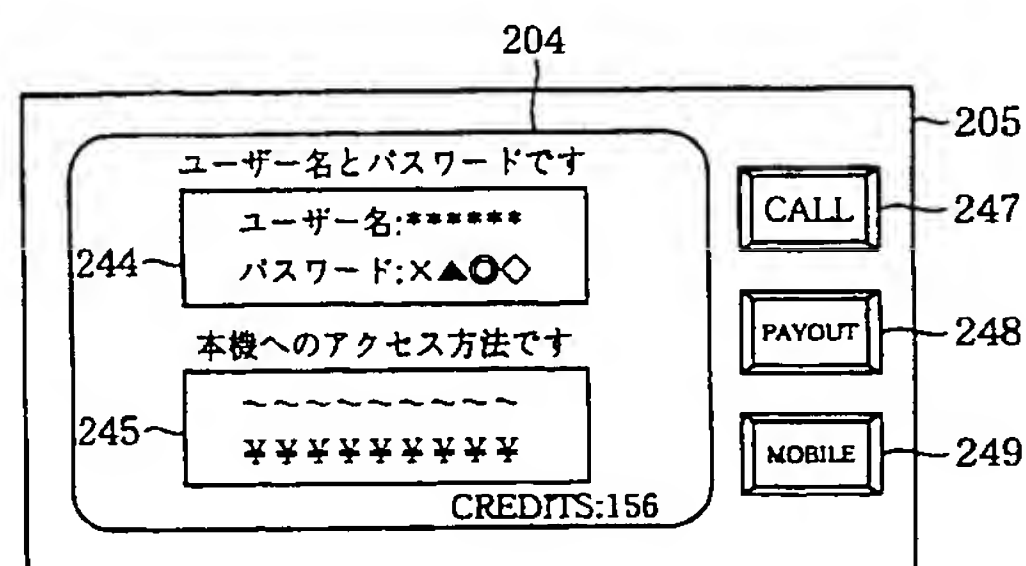 204
205
ユーザー名とパスワードです
ユーザー名:******
244
パスワード:×▲◎◇
本機へのアクセス方法です
~~~~~~~~~
245
¥¥¥¥¥¥¥¥¥
CREDITS:156
CALL
247
PAYOUT
248
MOBILE
249